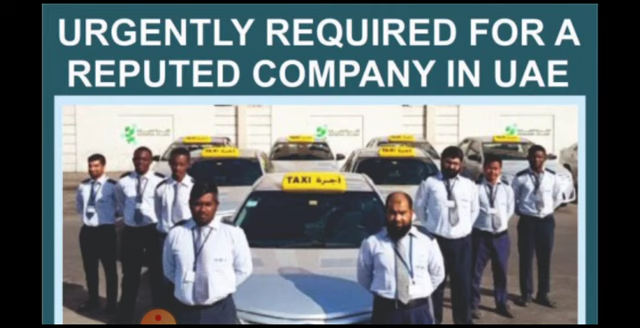 URGENTLY REQUIRED FOR A
REPUTED COMPANY IN UAE
TAXI أجرة